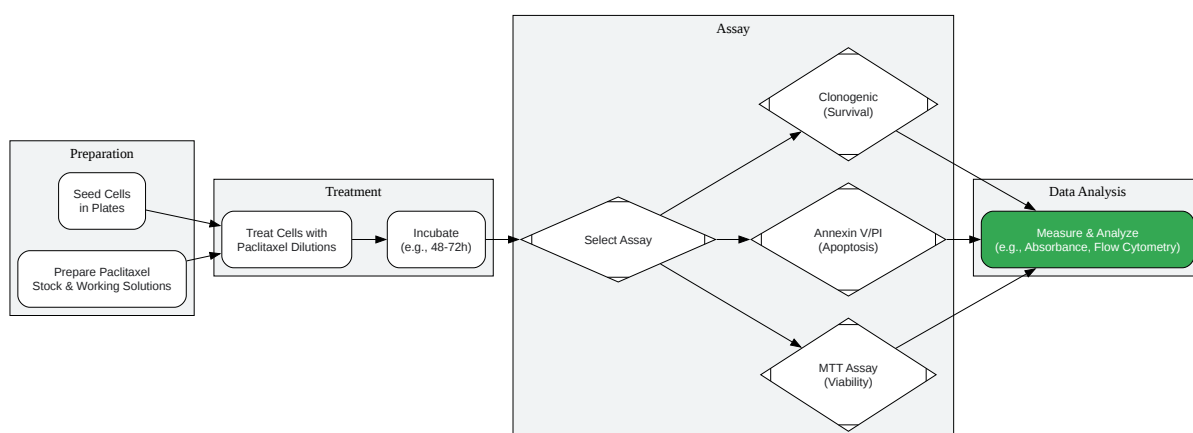 Preparation
Seed Cells
in Plates
Prepare Paclitaxel
Stock & Working Solutions
Treatment
Treat Cells with
Paclitaxel Dilutions
Incubate
(e.g., 48-72h)
Assay
Select Assay
Clonogenic
(Survival)
Annexin V/PI
(Apoptosis)
MTT Assay
(Viability)
Data Analysis
Measure & Analyze
(e.g., Absorbance, Flow Cytometry)